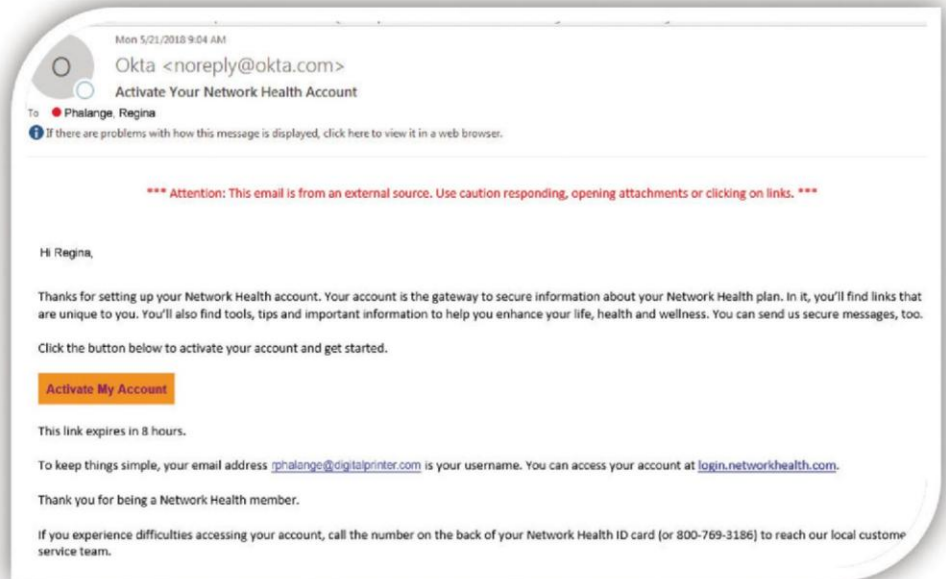 Mon 5/21/2018 9:04 AM
O
Okta <noreply@okta.com>
Activate Your Network Health Account
To Phalange, Regina
If there are problems with how this message is displayed, click here to view it in a web browser.
*** Attention: This email is from an external source. Use caution responding, opening attachments or clicking on links. ***
Hi Regina,
Thanks for setting up your Network Health account. Your account is the gateway to secure information about your Network Health plan. In it, you'll find links that
are unique to you. You'll also find tools, tips and important information to help you enhance your life, health and wellness. You can send us secure messages, too.
Click the button below to activate your account and get started.
Activate My Account
This link expires in 8 hours.
To keep things simple, your email address rphalange@digitalprinter.com is your username. You can access your account at login.networkhealth.com.
Thank you for being a Network Health member.
If you experience difficulties accessing your account, call the number on the back of your Network Health ID card (or 800-769-3186) to reach our local custome
service team.